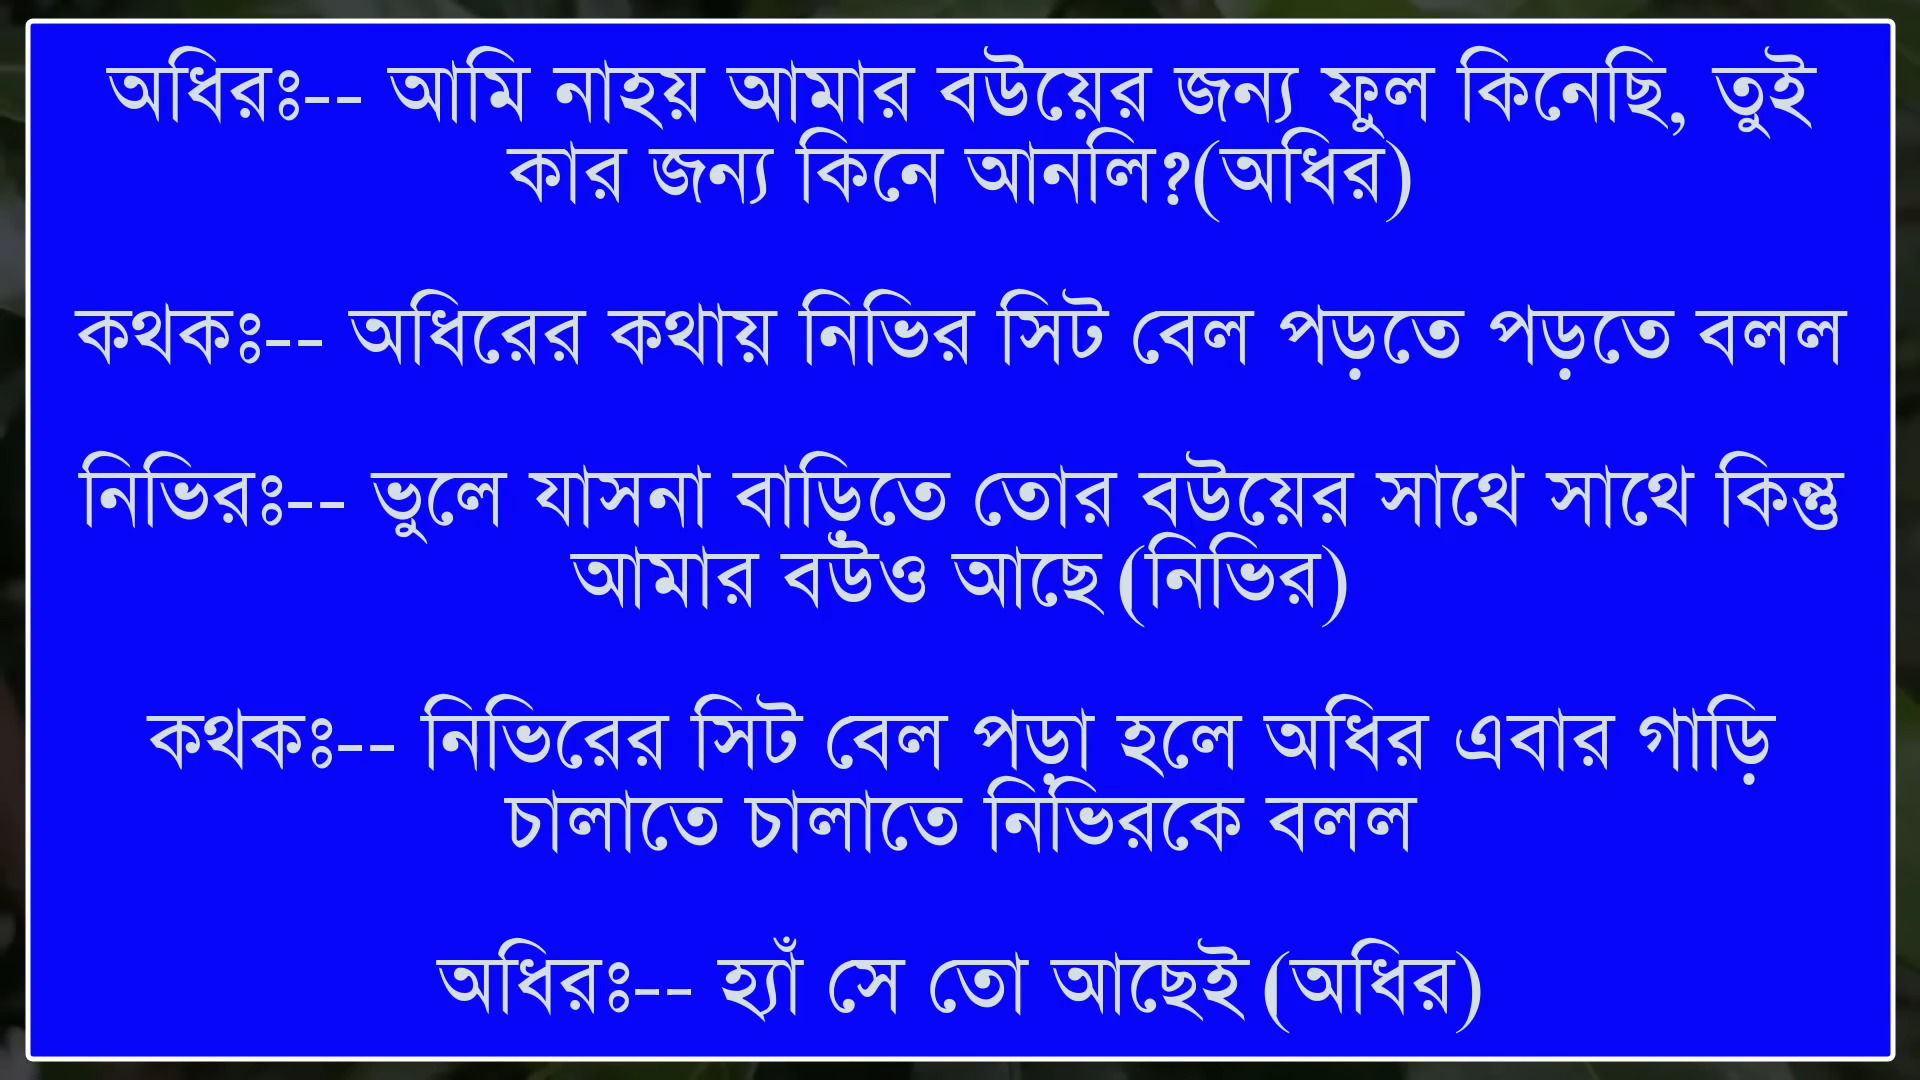 অধিরঃ-- আমি নাহয় আমার বউয়ের জন্য ফুল কিনেছি, তুই
কার জন্য কিনে আনলি?(অধির)
কথকঃ-- অধিরের কথায় নিভির সিট বেল পড়তে পড়তে বলল
নিভিরঃ-- ভুলে যাসনা বাড়িতে তোর বউয়ের সাথে সাথে কিন্তু
আমার বউও আছে (নিভির)
কথকঃ-- নিভিরের সিট বেল পড়া হলে অধির এবার গাড়ি
চালাতে চালাতে নিভিরকে বলল
অধিরঃ-- হ্যাঁ সে তো আছেই (অধির)